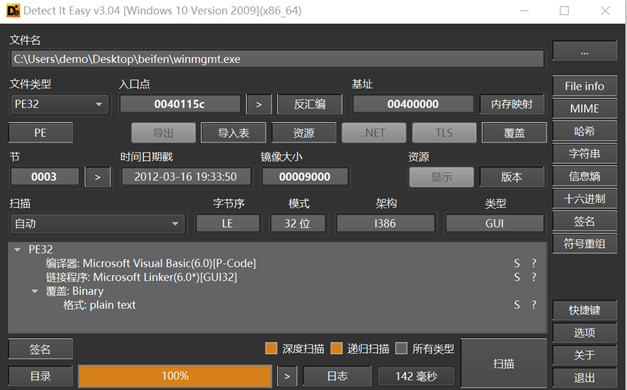 Detect It Easy v3.04 [Windows 10 Version 2009](x86_64)
文件名
C:\Users\demo\Desktop\beifen\winmgmt.exe
...
文件类型 入口点 基址
PE32 0040115c > 反汇编 00400000 内存映射
File info
MIME
PE 导出 导入表 资源 .NET TLS 覆盖
哈希
节 时间日期戳 镜像大小 资源
字符串
0003 > 2012-03-16 19:33:50 00009000 显示 版本
信息熵
扫描 字节序 模式 架构 类型
十六进制
自动 LE 32 位 I386 GUI
签名
符号重组
PE32
编译器: Microsoft Visual Basic(6.0)[P-Code] S ?
链接程序: Microsoft Linker(6.0*)[GUI32] S ?
覆盖: Binary
格式: plain text S ?
快捷键
选项
签名 深度扫描 递归扫描 所有类型 扫描
关于
目录 100% > 日志 142 毫秒
退出